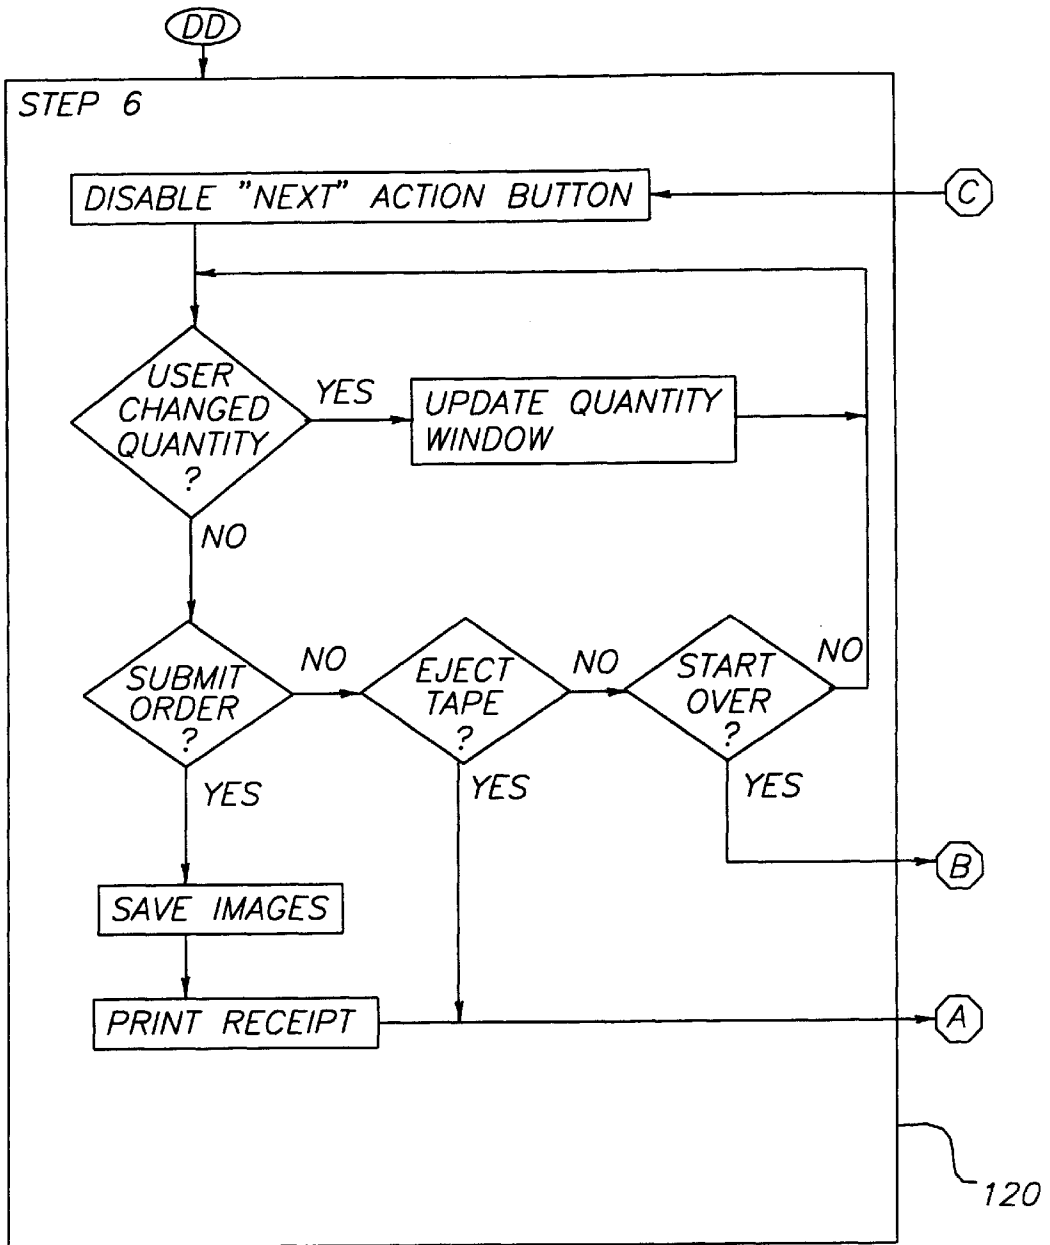 DD
STEP 6
DISABLE "NEXT" ACTION BUTTON
C
USER
CHANGED
QUANTITY
?
YES
UPDATE QUANTITY
WINDOW
NO
SUBMIT
ORDER
?
NO
EJECT
TAPE
?
NO
START
OVER
?
NO
YES
YES
YES
B
SAVE IMAGES
PRINT RECEIPT
A
120